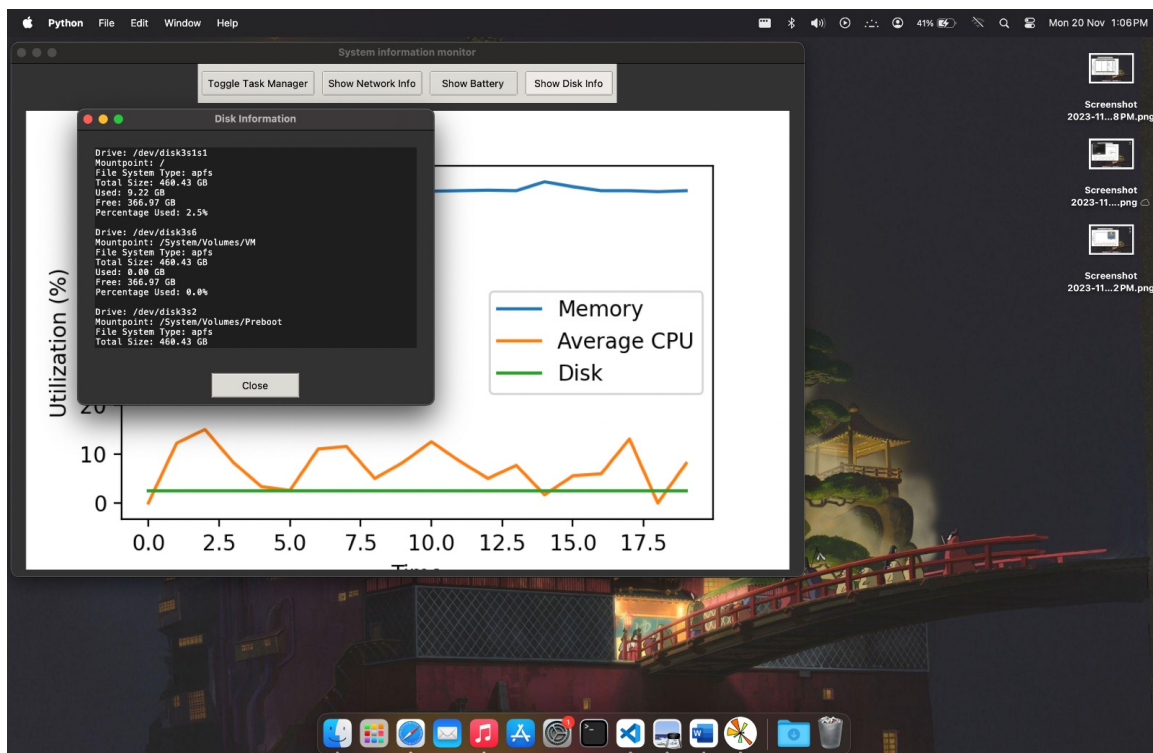 Python File Edit Window Help 41% Mon 20 Nov 1:06 PM
System information monitor
Toggle Task Manager Show Network Info Show Battery Show Disk Info
Disk Information
Drive: /dev/disk3s1s1
Mountpoint: /
File System Type: apfs
Total Size: 460.43 GB
Used: 9.22 GB
Free: 366.97 GB
Percentage Used: 2.5%
Drive: /dev/disk3s6
Mountpoint: /System/Volumes/VM
File System Type: apfs
Total Size: 460.43 GB
Used: 0.00 GB
Free: 366.97 GB
Percentage Used: 0.0%
Drive: /dev/disk3s2
Mountpoint: /System/Volumes/Preboot
File System Type: apfs
Total Size: 460.43 GB
Close
Utilization (%)
Memory
Average CPU
Disk
20
10
0
0.0 2.5 5.0 7.5 10.0 12.5 15.0 17.5
Time
Screenshot
2023-11...8 PM.png
Screenshot
2023-11....png
Screenshot
2023-11...2 PM.png
1
W